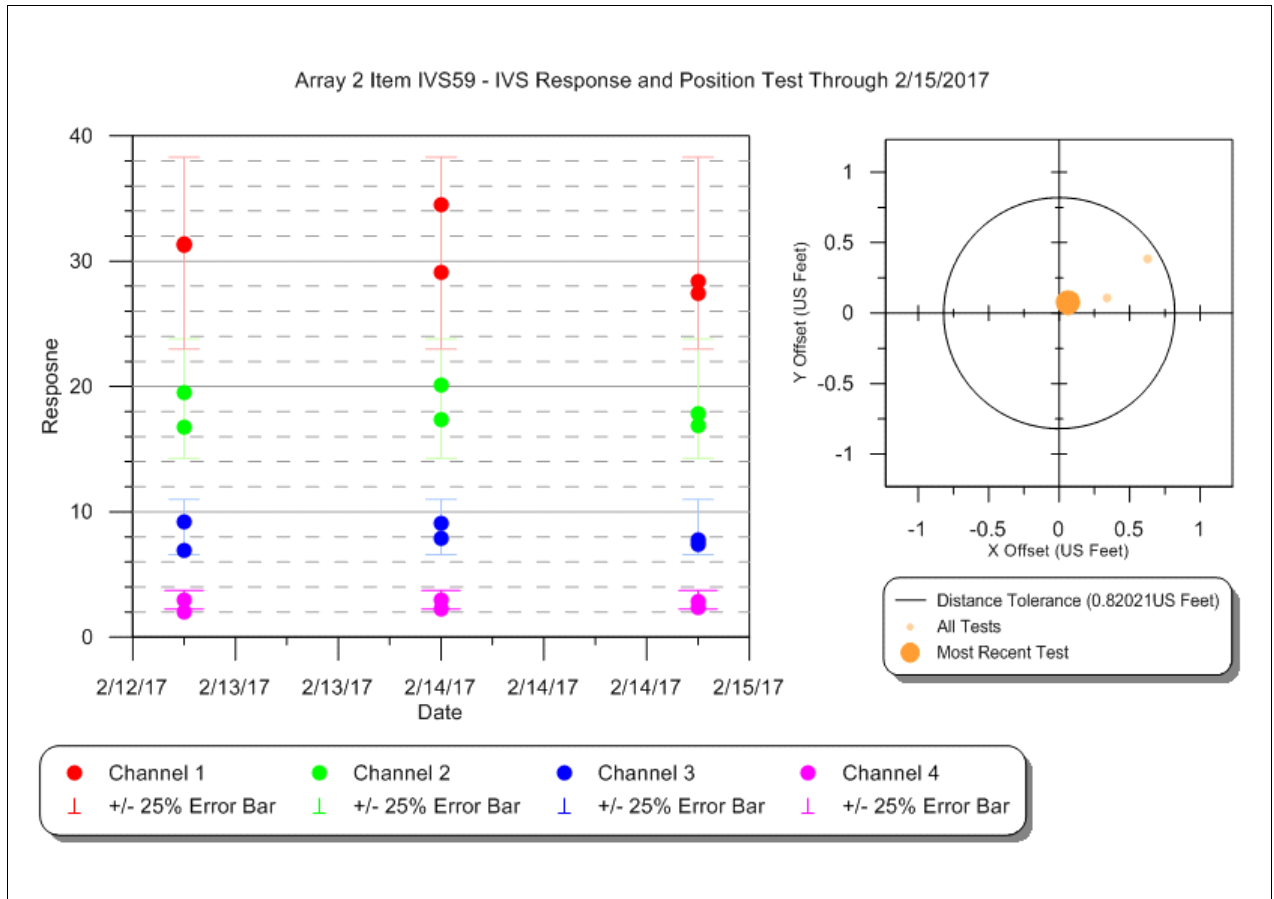 Array 2 Item IVS59 - IVS Response and Position Test Through 2/15/2017
40
30
20
10
0
Resposne
2/12/17 2/13/17 2/13/17 2/14/17 2/14/17 2/14/17 2/15/17
Date
1
0.5
0
-0.5
-1
Y Offset (US Feet)
-1 -0.5 0 0.5 1
X Offset (US Feet)
Distance Tolerance (0.82021US Feet)
All Tests
Most Recent Test
Channel 1 Channel 2 Channel 3 Channel 4
+/- 25% Error Bar +/- 25% Error Bar +/- 25% Error Bar +/- 25% Error Bar